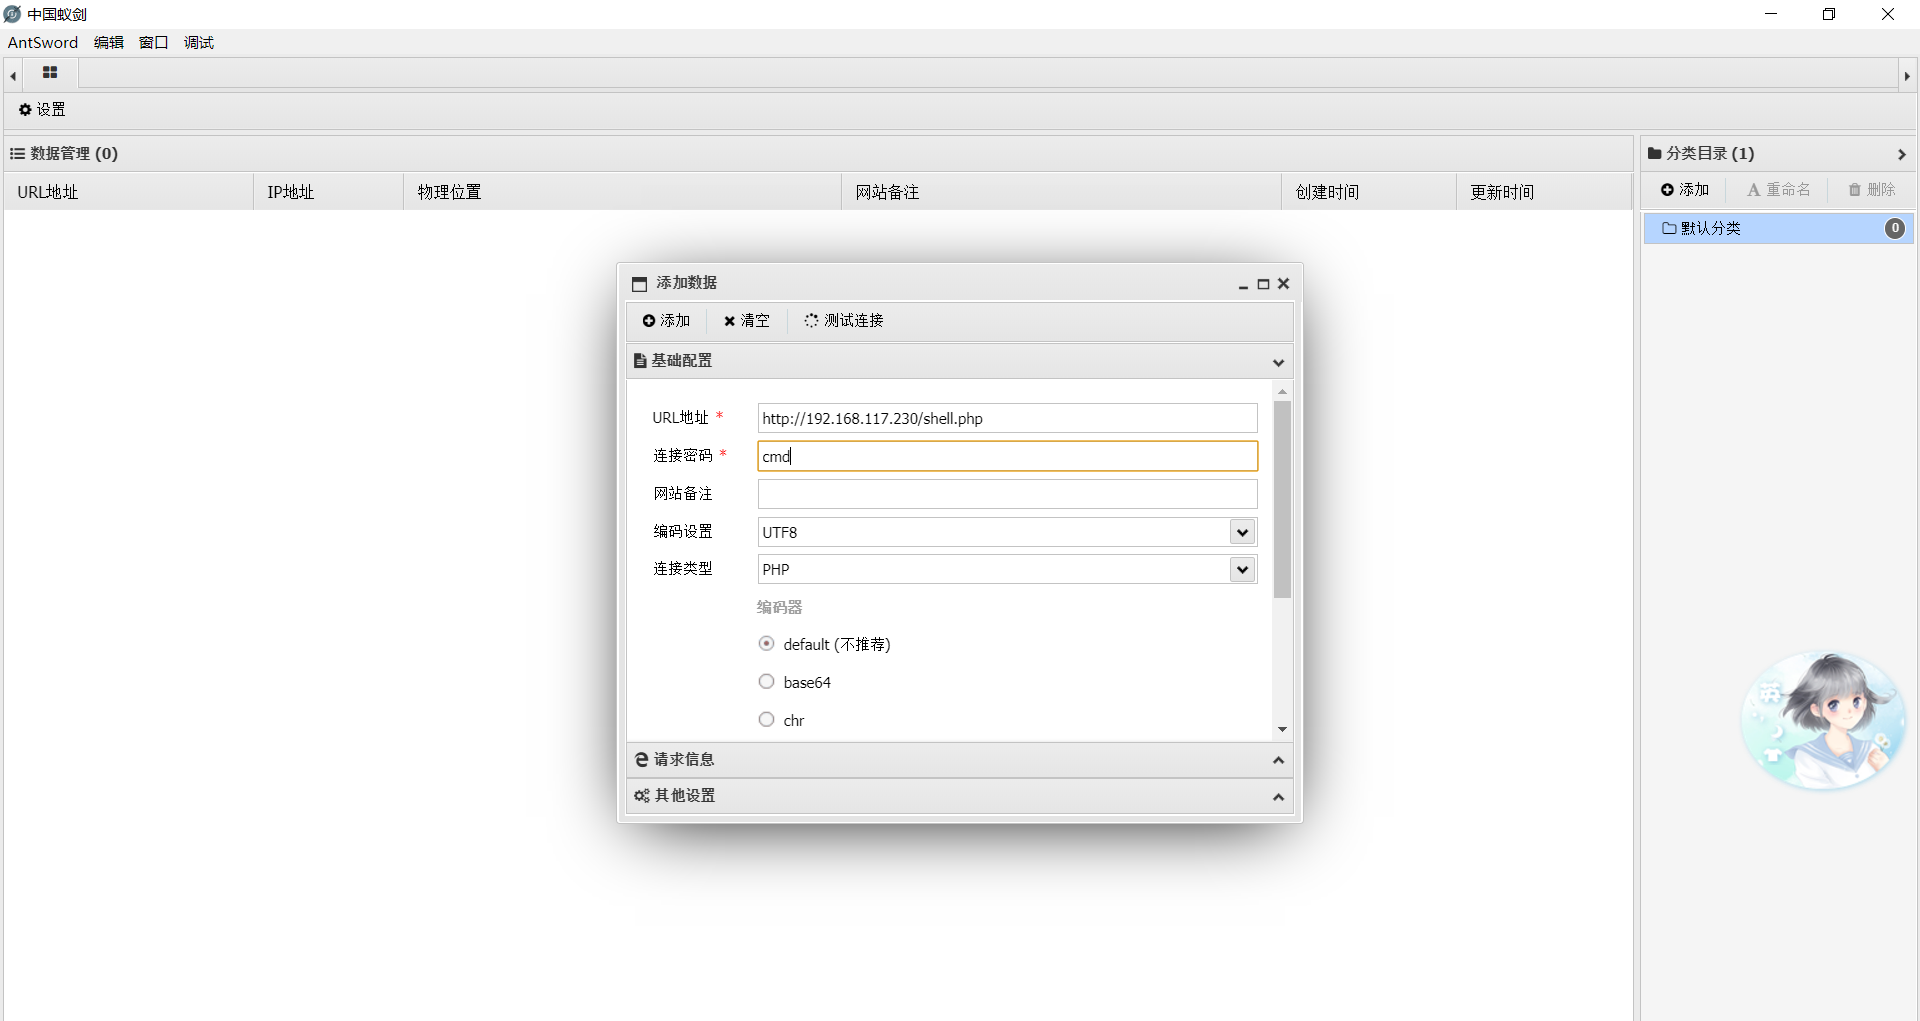 中国蚁剑
AntSword 编辑 窗口 调试
设置
数据管理 (0)
URL地址 IP地址 物理位置 网站备注 创建时间 更新时间
分类目录 (1)
添加 重命名 删除
默认分类 0
添加数据
添加 清空 测试连接
基础配置
URL地址 * http://192.168.117.230/shell.php
连接密码 * cmd
网站备注
编码设置 UTF8
连接类型 PHP
编码器
default (不推荐)
base64
chr
请求信息
其他设置
英